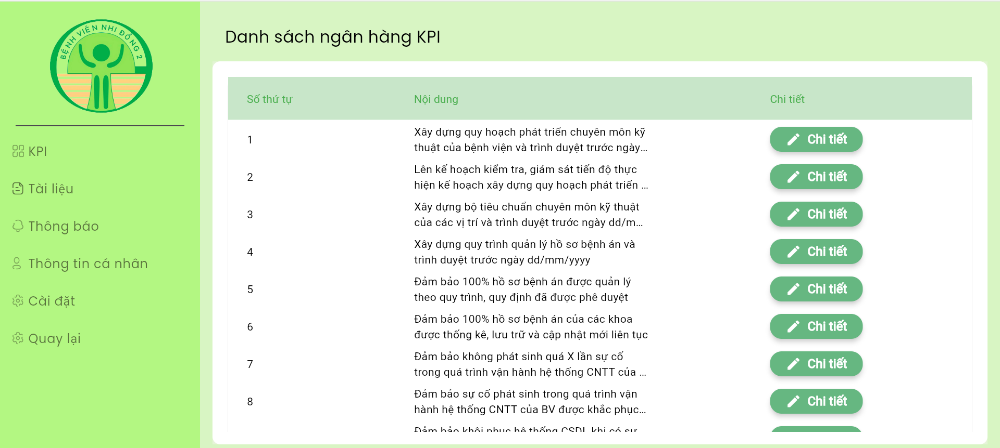 BỆNH VIỆN NHI ĐỒNG 2
KPI
Tài liệu
Thông báo
Thông tin cá nhân
Cài đặt
Quay lại
Danh sách ngân hàng KPI
Số thứ tự Nội dung Chi tiết
1 Xây dựng quy hoạch phát triển chuyên môn kỹ
thuật của bệnh viện và trình duyệt trước ngày... Chi tiết
2 Lên kế hoạch kiểm tra, giám sát tiến độ thực
hiện kế hoạch xây dựng quy hoạch phát triển ... Chi tiết
3 Xây dựng bộ tiêu chuẩn chuyên môn kỹ thuật
của các vị trí và trình duyệt trước ngày dd/m... Chi tiết
4 Xây dựng quy trình quản lý hồ sơ bệnh án và
trình duyệt trước ngày dd/mm/yyyy Chi tiết
5 Đảm bảo 100% hồ sơ bệnh án được quản lý
theo quy trình, quy định đã được phê duyệt Chi tiết
6 Đảm bảo 100% hồ sơ bệnh án của các khoa
được thống kê, lưu trữ và cập nhật mới liên tục Chi tiết
7 Đảm bảo không phát sinh quá X lần sự cố
trong quá trình vận hành hệ thống CNTT của ... Chi tiết
8 Đảm bảo sự cố phát sinh trong quá trình vận
hành hệ thống CNTT của BV được khắc phục... Chi tiết
Đảm bảo khôi phục hệ thống CSDL khi có sự